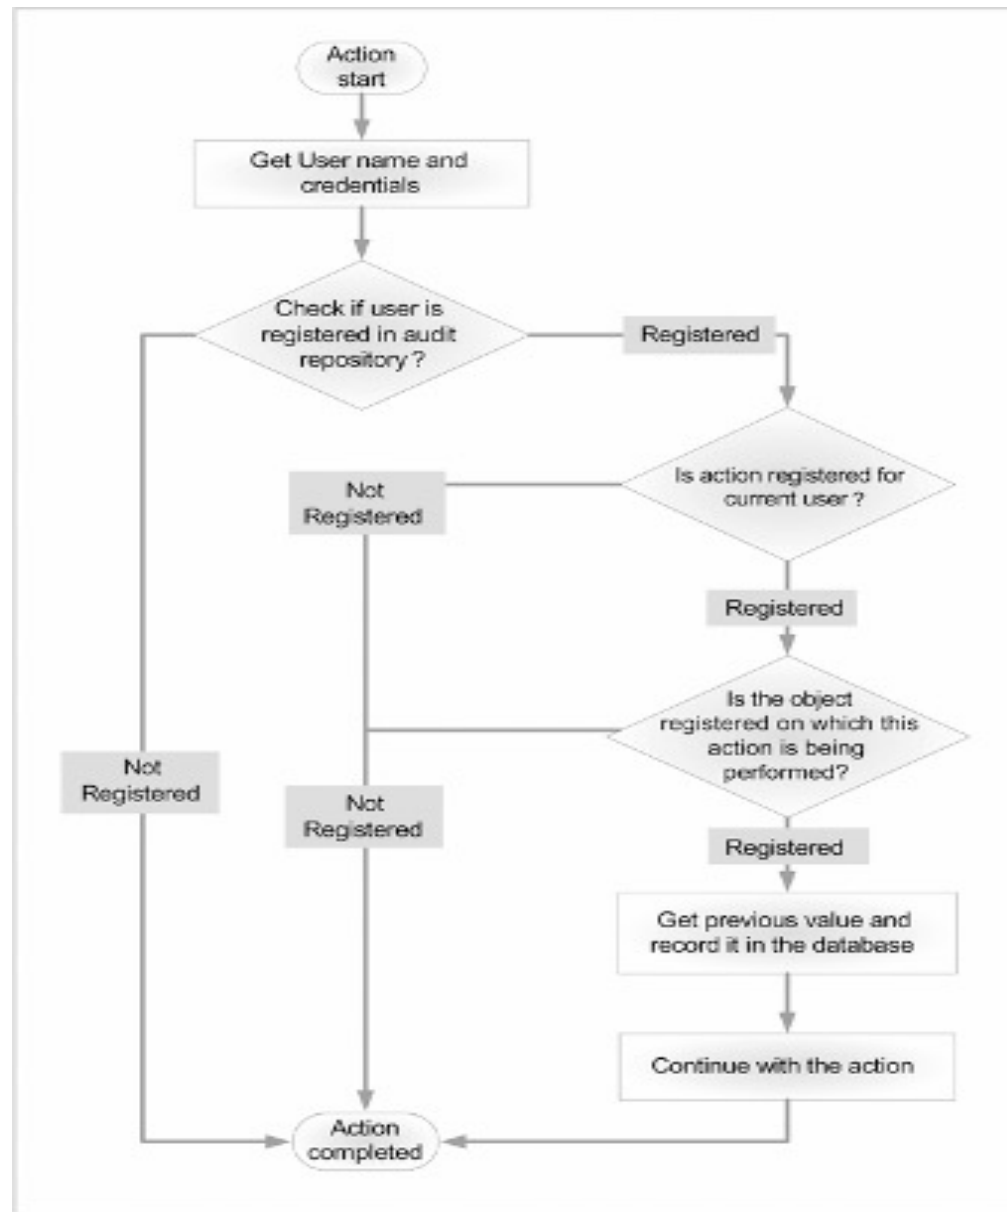 Action
start
Get User name and
credentials
Check if user is
registered in audit
repository ?
Registered
Is action registered for
current user ?
Not
Registered
Registered
Is the object
registered on which this
action is being
performed?
Not
Registered
Not
Registered
Registered
Get previous value and
record it in the database
Continue with the action
Action
completed